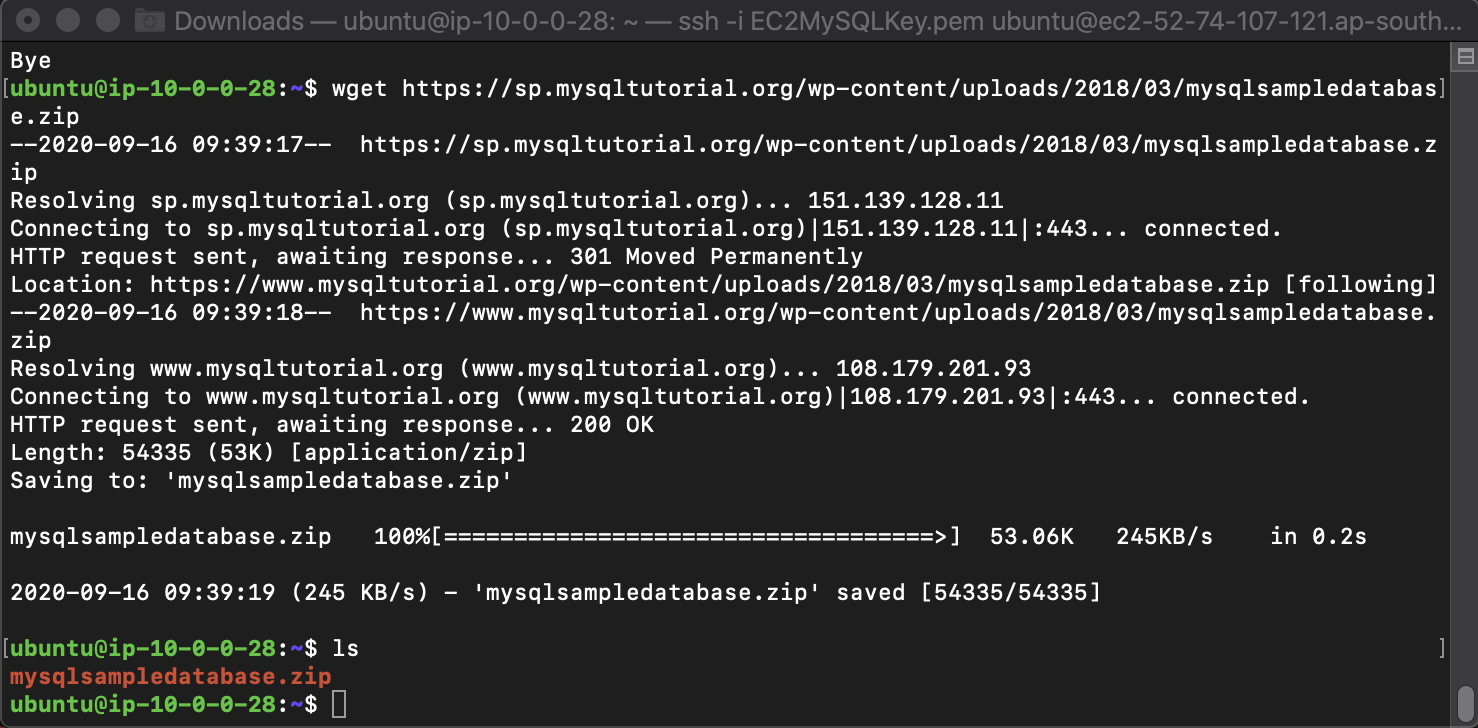 Downloads — ubuntu@ip-10-0-0-28: ~ — ssh -i EC2MySQLKey.pem ubuntu@ec2-52-74-107-121.ap-south...
Bye
[ubuntu@ip-10-0-0-28:~$ wget https://sp.mysqltutorial.org/wp-content/uploads/2018/03/mysqlsampledatabas]
e.zip
--2020-09-16 09:39:17--  https://sp.mysqltutorial.org/wp-content/uploads/2018/03/mysqlsampledatabase.z
ip
Resolving sp.mysqltutorial.org (sp.mysqltutorial.org)... 151.139.128.11
Connecting to sp.mysqltutorial.org (sp.mysqltutorial.org)|151.139.128.11|:443... connected.
HTTP request sent, awaiting response... 301 Moved Permanently
Location: https://www.mysqltutorial.org/wp-content/uploads/2018/03/mysqlsampledatabase.zip [following]
--2020-09-16 09:39:18--  https://www.mysqltutorial.org/wp-content/uploads/2018/03/mysqlsampledatabase.
zip
Resolving www.mysqltutorial.org (www.mysqltutorial.org)... 108.179.201.93
Connecting to www.mysqltutorial.org (www.mysqltutorial.org)|108.179.201.93|:443... connected.
HTTP request sent, awaiting response... 200 OK
Length: 54335 (53K) [application/zip]
Saving to: 'mysqlsampledatabase.zip'
mysqlsampledatabase.zip   100%[===================================>]  53.06K   245KB/s    in 0.2s
2020-09-16 09:39:19 (245 KB/s) - 'mysqlsampledatabase.zip' saved [54335/54335]
[ubuntu@ip-10-0-0-28:~$ ls ]
mysqlsampledatabase.zip
ubuntu@ip-10-0-0-28:~$